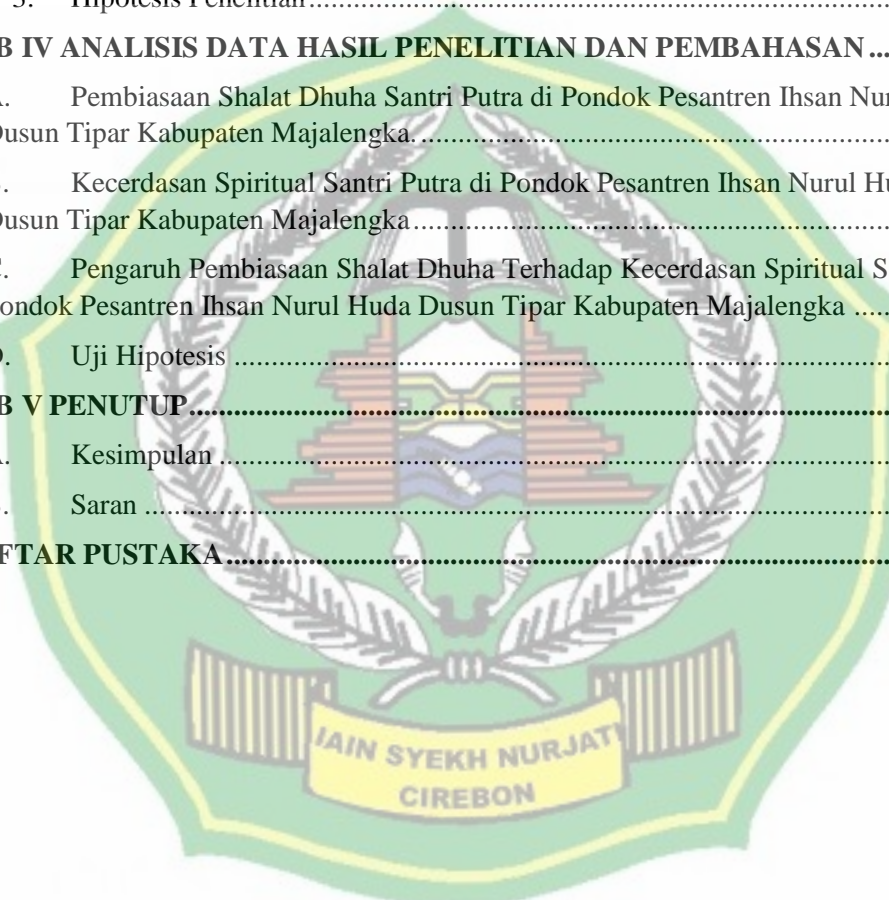 3. Hipotesis Penelitian ........................................
B IV ANALISIS DATA HASIL PENELITIAN DAN PEMBAHASAN ...
Pembiasaan Shalat Dhuha Santri Putra di Pondok Pesantren Ihsan Nur
Dusun Tipar Kabupaten Majalengka. ........................................
Kecerdasan Spiritual Santri Putra di Pondok Pesantren Ihsan Nurul Hu
Dusun Tipar Kabupaten Majalengka ........................................
C. Pengaruh Pembiasaan Shalat Dhuha Terhadap Kecerdasan Spiritual S
ondok Pesantren Ihsan Nurul Huda Dusun Tipar Kabupaten Majalengka .....
D. Uji Hipotesis ........................................
B V PENUTUP ........................................
Kesimpulan ........................................
Saran ........................................
FTAR PUSTAKA ........................................
IAIN SYEKH NURJATI
CIREBON